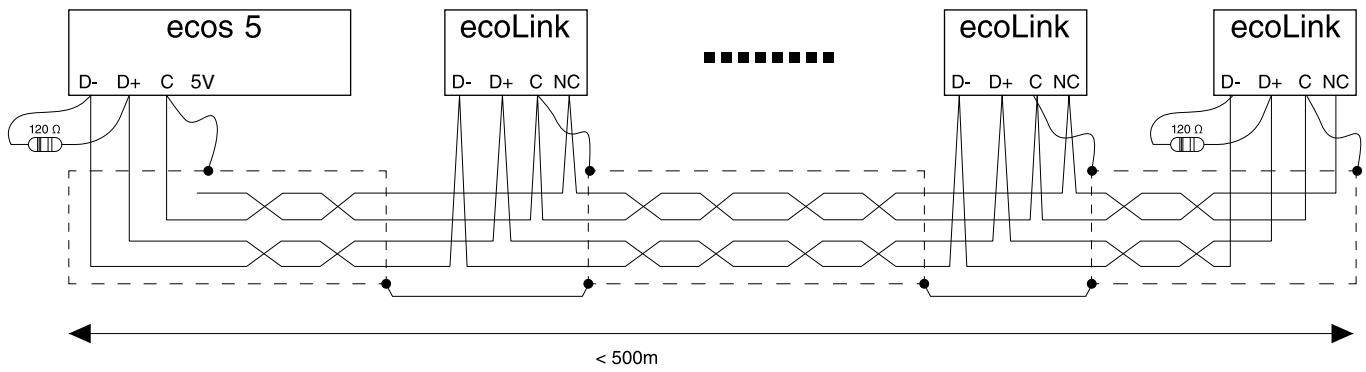 ecos 5
ecoLink
ecoLink
ecoLink
D- D+ C 5V
D- D+ C NC
D- D+ C NC
D- D+ C NC
120 Ω
120 Ω
< 500m